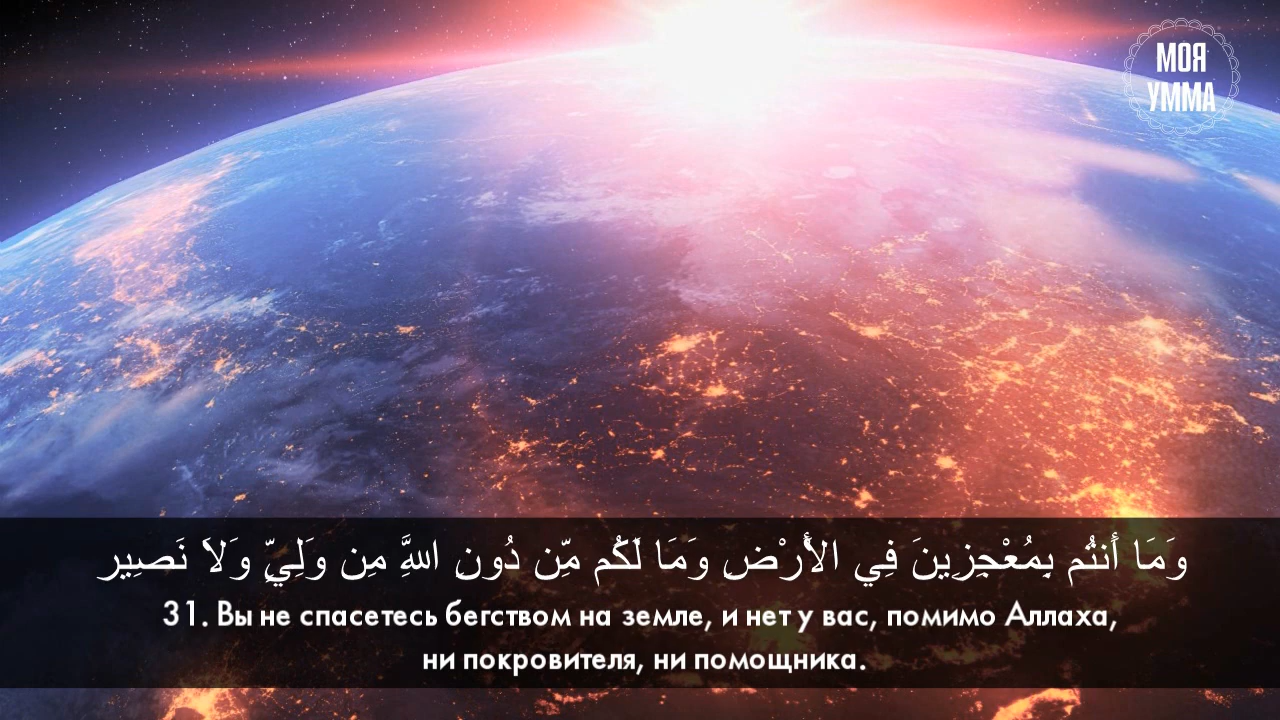 МОЯ
УММА
وَمَا أَنتُم بِمُعْجِزِينَ فِي الأَرْضِ وَمَا لَكُم مِّن دُونِ اللَّهِ مِن وَلِيٍّ وَلاَ نَصِير
31. Вы не спасетесь бегством на земле, и нет у вас, помимо Аллаха,
ни покровителя, ни помощника.